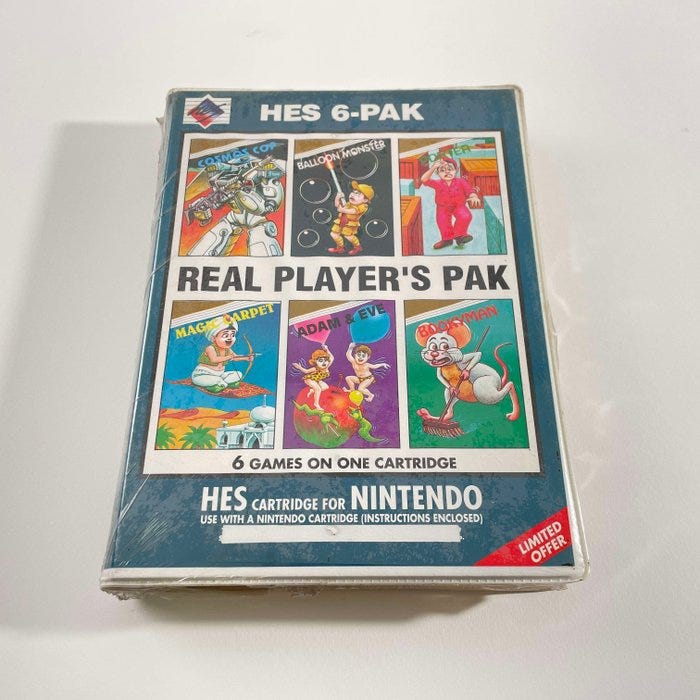 HES 6-PAK
COSMOS COP
BALLOON MONSTER
REAL PLAYER'S PAK
MAGIC CARPET
ADAM & EVE
BOOKYMAN
6 GAMES ON ONE CARTRIDGE
HES CARTRIDGE FOR NINTENDO
USE WITH A NINTENDO CARTRIDGE (INSTRUCTIONS ENCLOSED)
LIMITED
OFFER